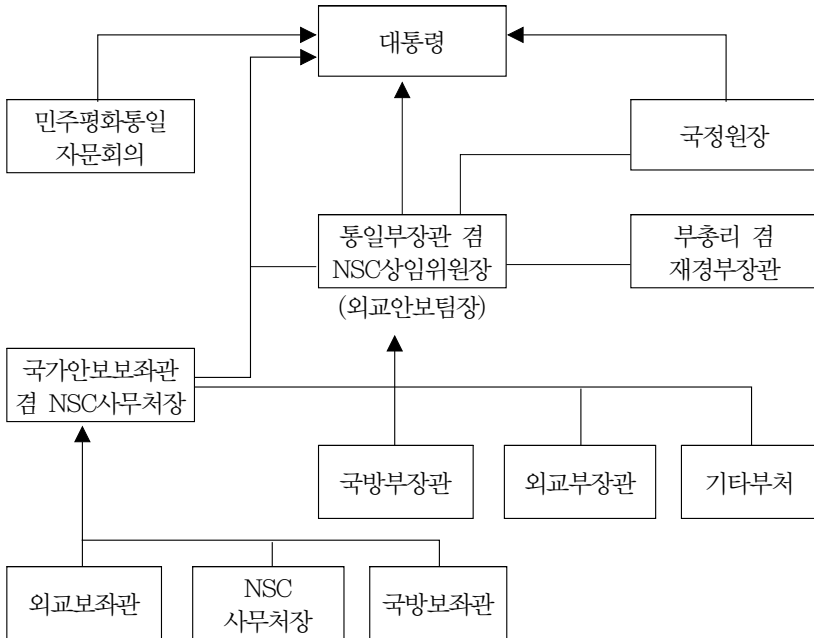 대통령
민주평화통일
자문회의
국정원장
통일부장관 겸
NSC상임위원장
(외교안보팀장)
부총리 겸
재경부장관
국가안보보좌관
겸 NSC사무처장
국방부장관
외교부장관
기타부처
외교보좌관
NSC
사무처장
국방보좌관